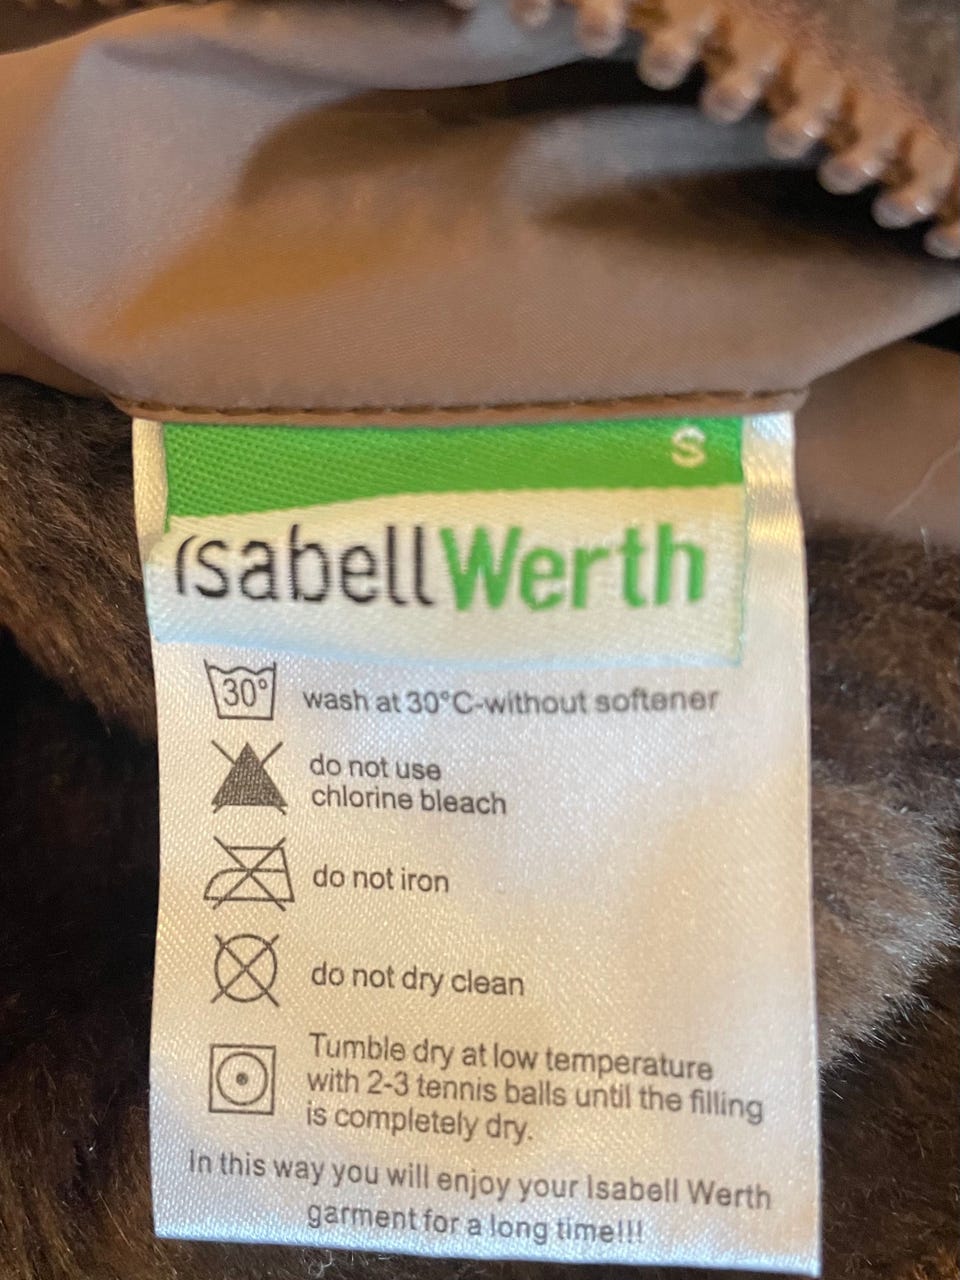 S
IsabellWerth
30° wash at 30°C-without softener
do not use
chlorine bleach
do not iron
do not dry clean
Tumble dry at low temperature
with 2-3 tennis balls until the filling
is completely dry.
In this way you will enjoy your Isabell Werth
garment for a long time!!!